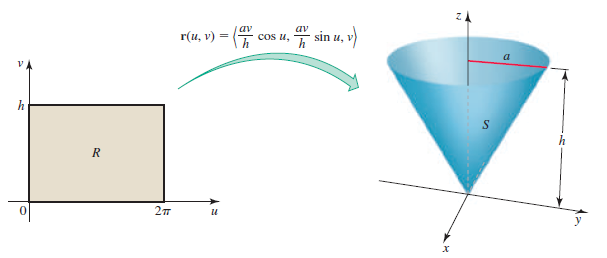 r(u, v) = ⟨av/h cos u, av/h sin u, v⟩
v
h
R
0
2π
u
z
a
S
h
x
y